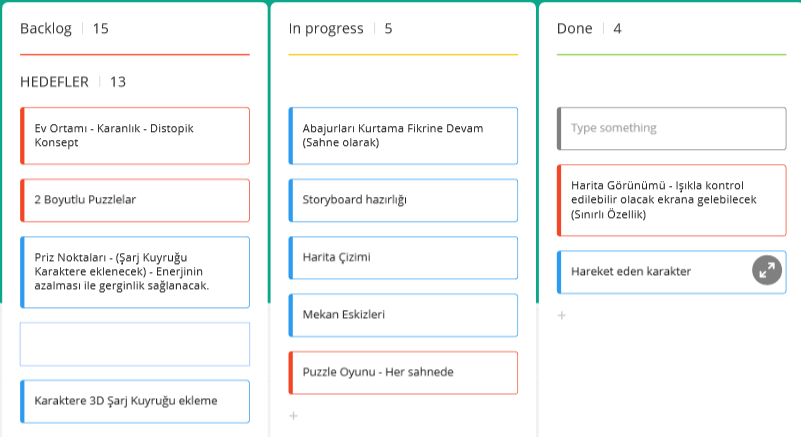 Backlog 15
HEDEFLER 13
Ev Ortamı - Karanlık - Distopik
Konsept
2 Boyutlu Puzzlelar
Priz Noktaları - (Şarj Kuyruğu
Karaktere eklenecek) - Enerjinin
azalması ile gerginlik sağlanacak.
Karaktere 3D Şarj Kuyruğu ekleme
In progress 5
Abajurları Kurtama Fikrine Devam
(Sahne olarak)
Storyboard hazırlığı
Harita Çizimi
Mekan Eskizleri
Puzzle Oyunu - Her sahnede
+
Done 4
Type something
Harita Görünümü - Işıkla kontrol
edilebilir olacak ekrana gelebilecek
(Sınırlı Özellik)
Hareket eden karakter
+